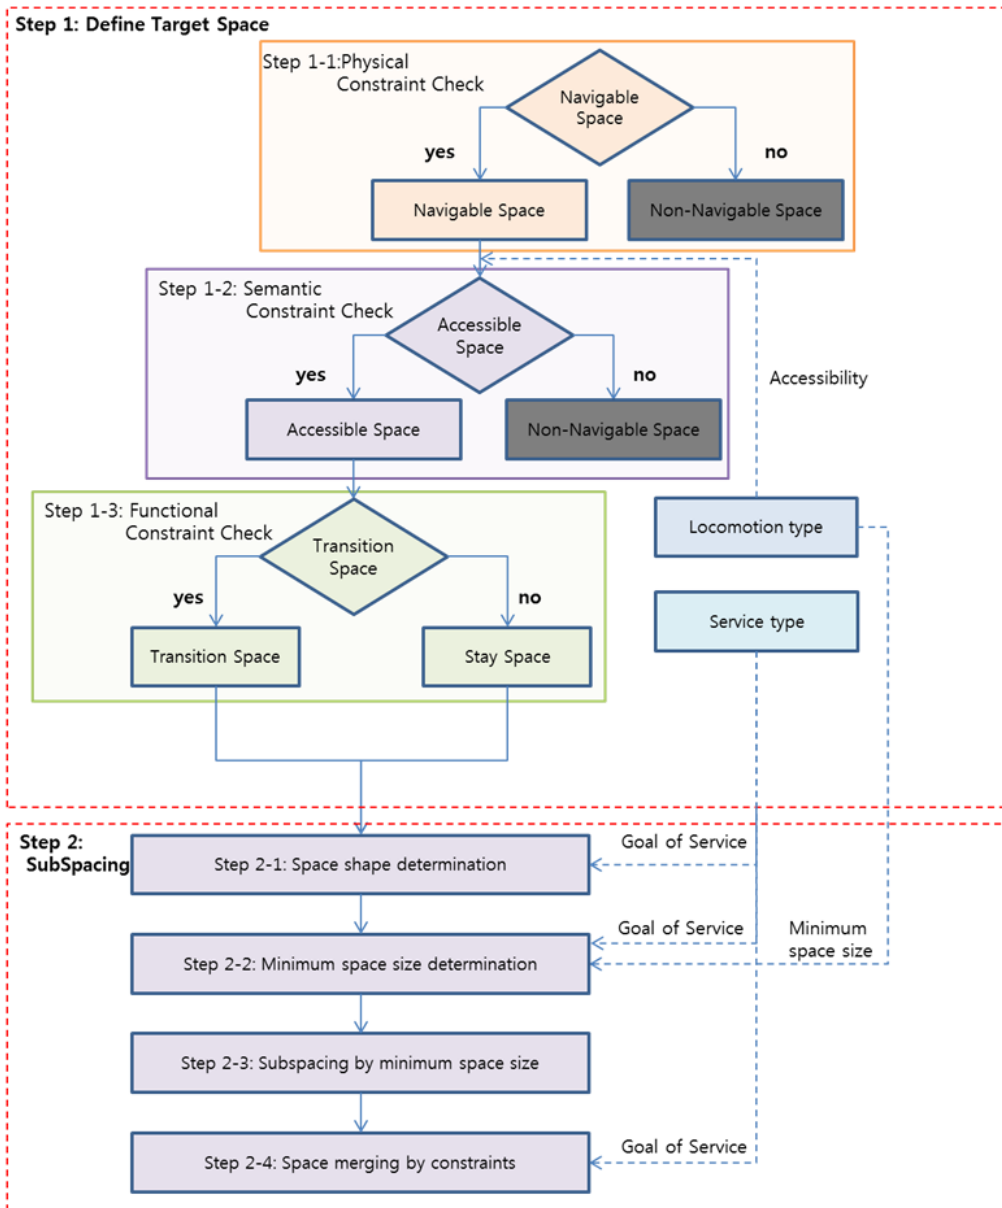 Step 1: Define Target Space
Step 1-1:Physical
Constraint Check
Navigable
Space
yes
no
Navigable Space
Non-Navigable Space
Step 1-2: Semantic
Constraint Check
Accessible
Space
yes
no
Accessibility
Accessible Space
Non-Navigable Space
Step 1-3: Functional
Constraint Check
Transition
Space
Locomotion type
yes
no
Service type
Transition Space
Stay Space
Step 2:
SubSpacing
Step 2-1: Space shape determination
Goal of Service
Goal of Service
Minimum
space size
Step 2-2: Minimum space size determination
Step 2-3: Subspacing by minimum space size
Goal of Service
Step 2-4: Space merging by constraints